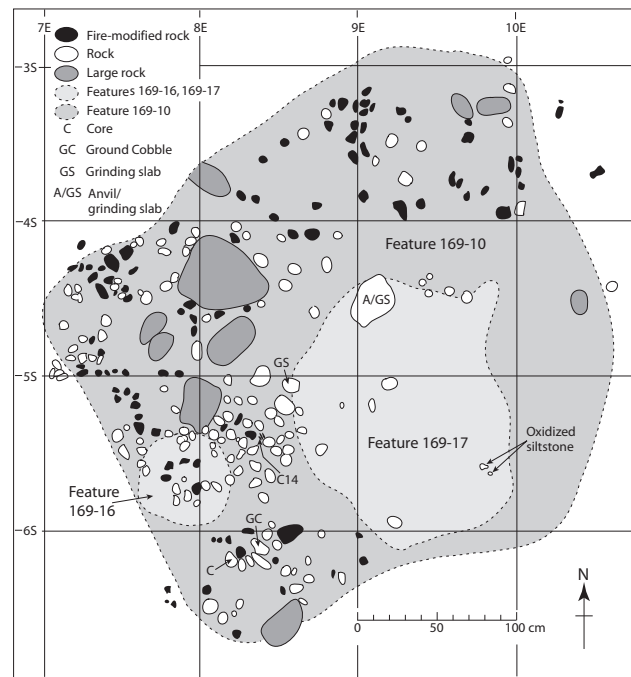 7E 8E 9E 10E
Fire-modified rock
Rock
Large rock
Features 169-16, 169-17
Feature 169-10
C Core
GC Ground Cobble
GS Grinding slab
A/GS Anvil/
grinding slab
–3S
–4S
Feature 169-10
A/GS
GS
–5S
Feature 169-17
Oxidized
siltstone
C14
Feature
169-16
GC
–6S
C
N
0 50 100 cm